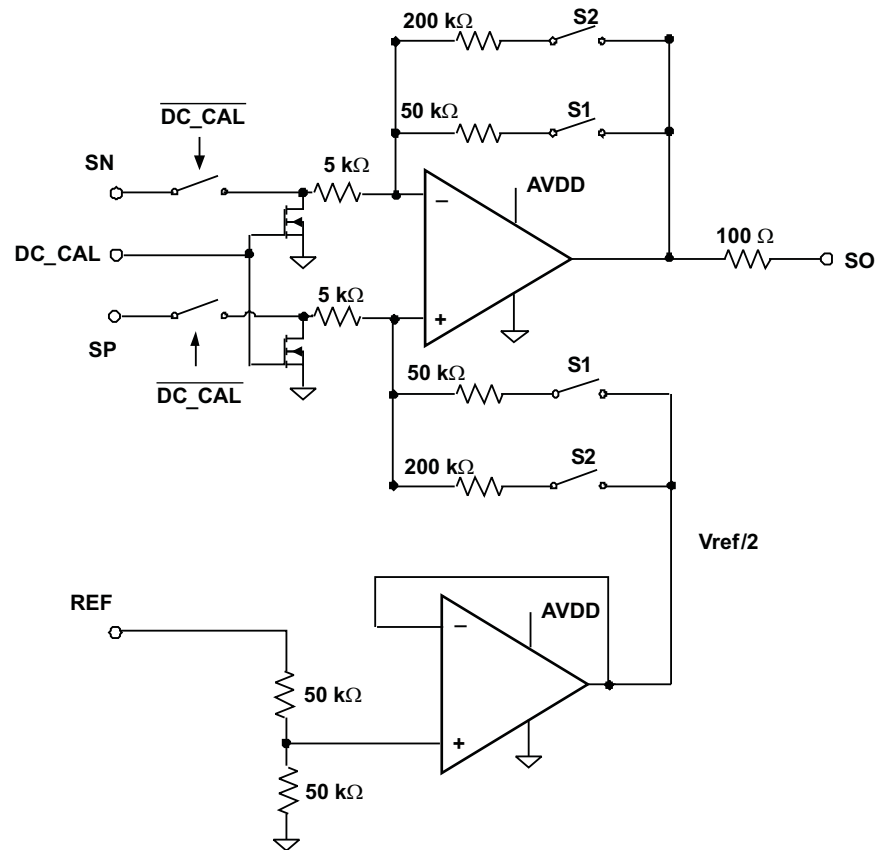 200 kΩ
S2
50 kΩ
S1
DC_CAL
SN
5 kΩ
AVDD
−
100 Ω
SO
DC_CAL
5 kΩ
+
SP
DC_CAL
50 kΩ
S1
200 kΩ
S2
Vref/2
REF
AVDD
−
50 kΩ
+
50 kΩ